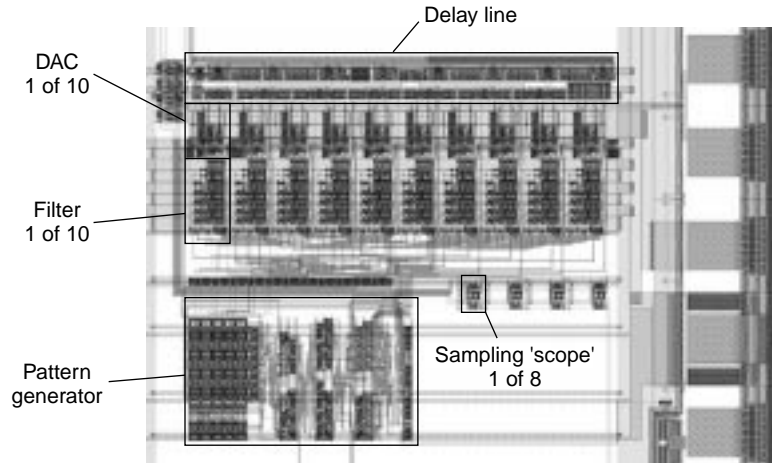 Delay line
DAC
1 of 10
Filter
1 of 10
Sampling 'scope'
1 of 8
Pattern
generator